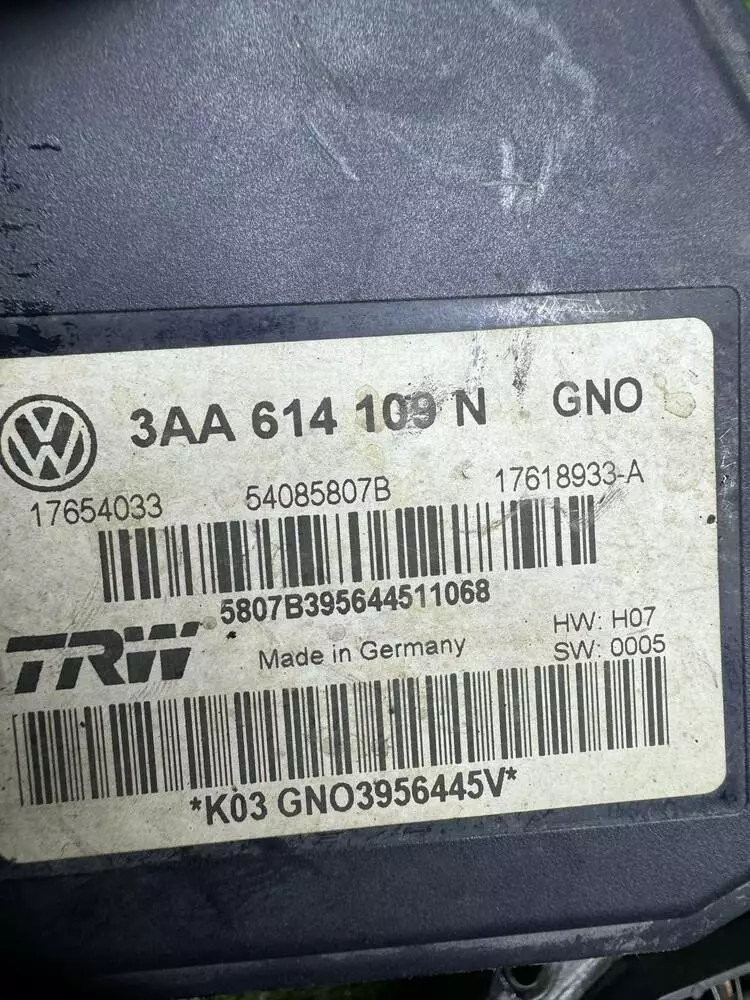 3AA 614 109 N GNO
17654033 54085807B 17618933-A
5807B395644511068
TRW Made in Germany HW: H07
SW: 0005
*K03 GNO3956445V*